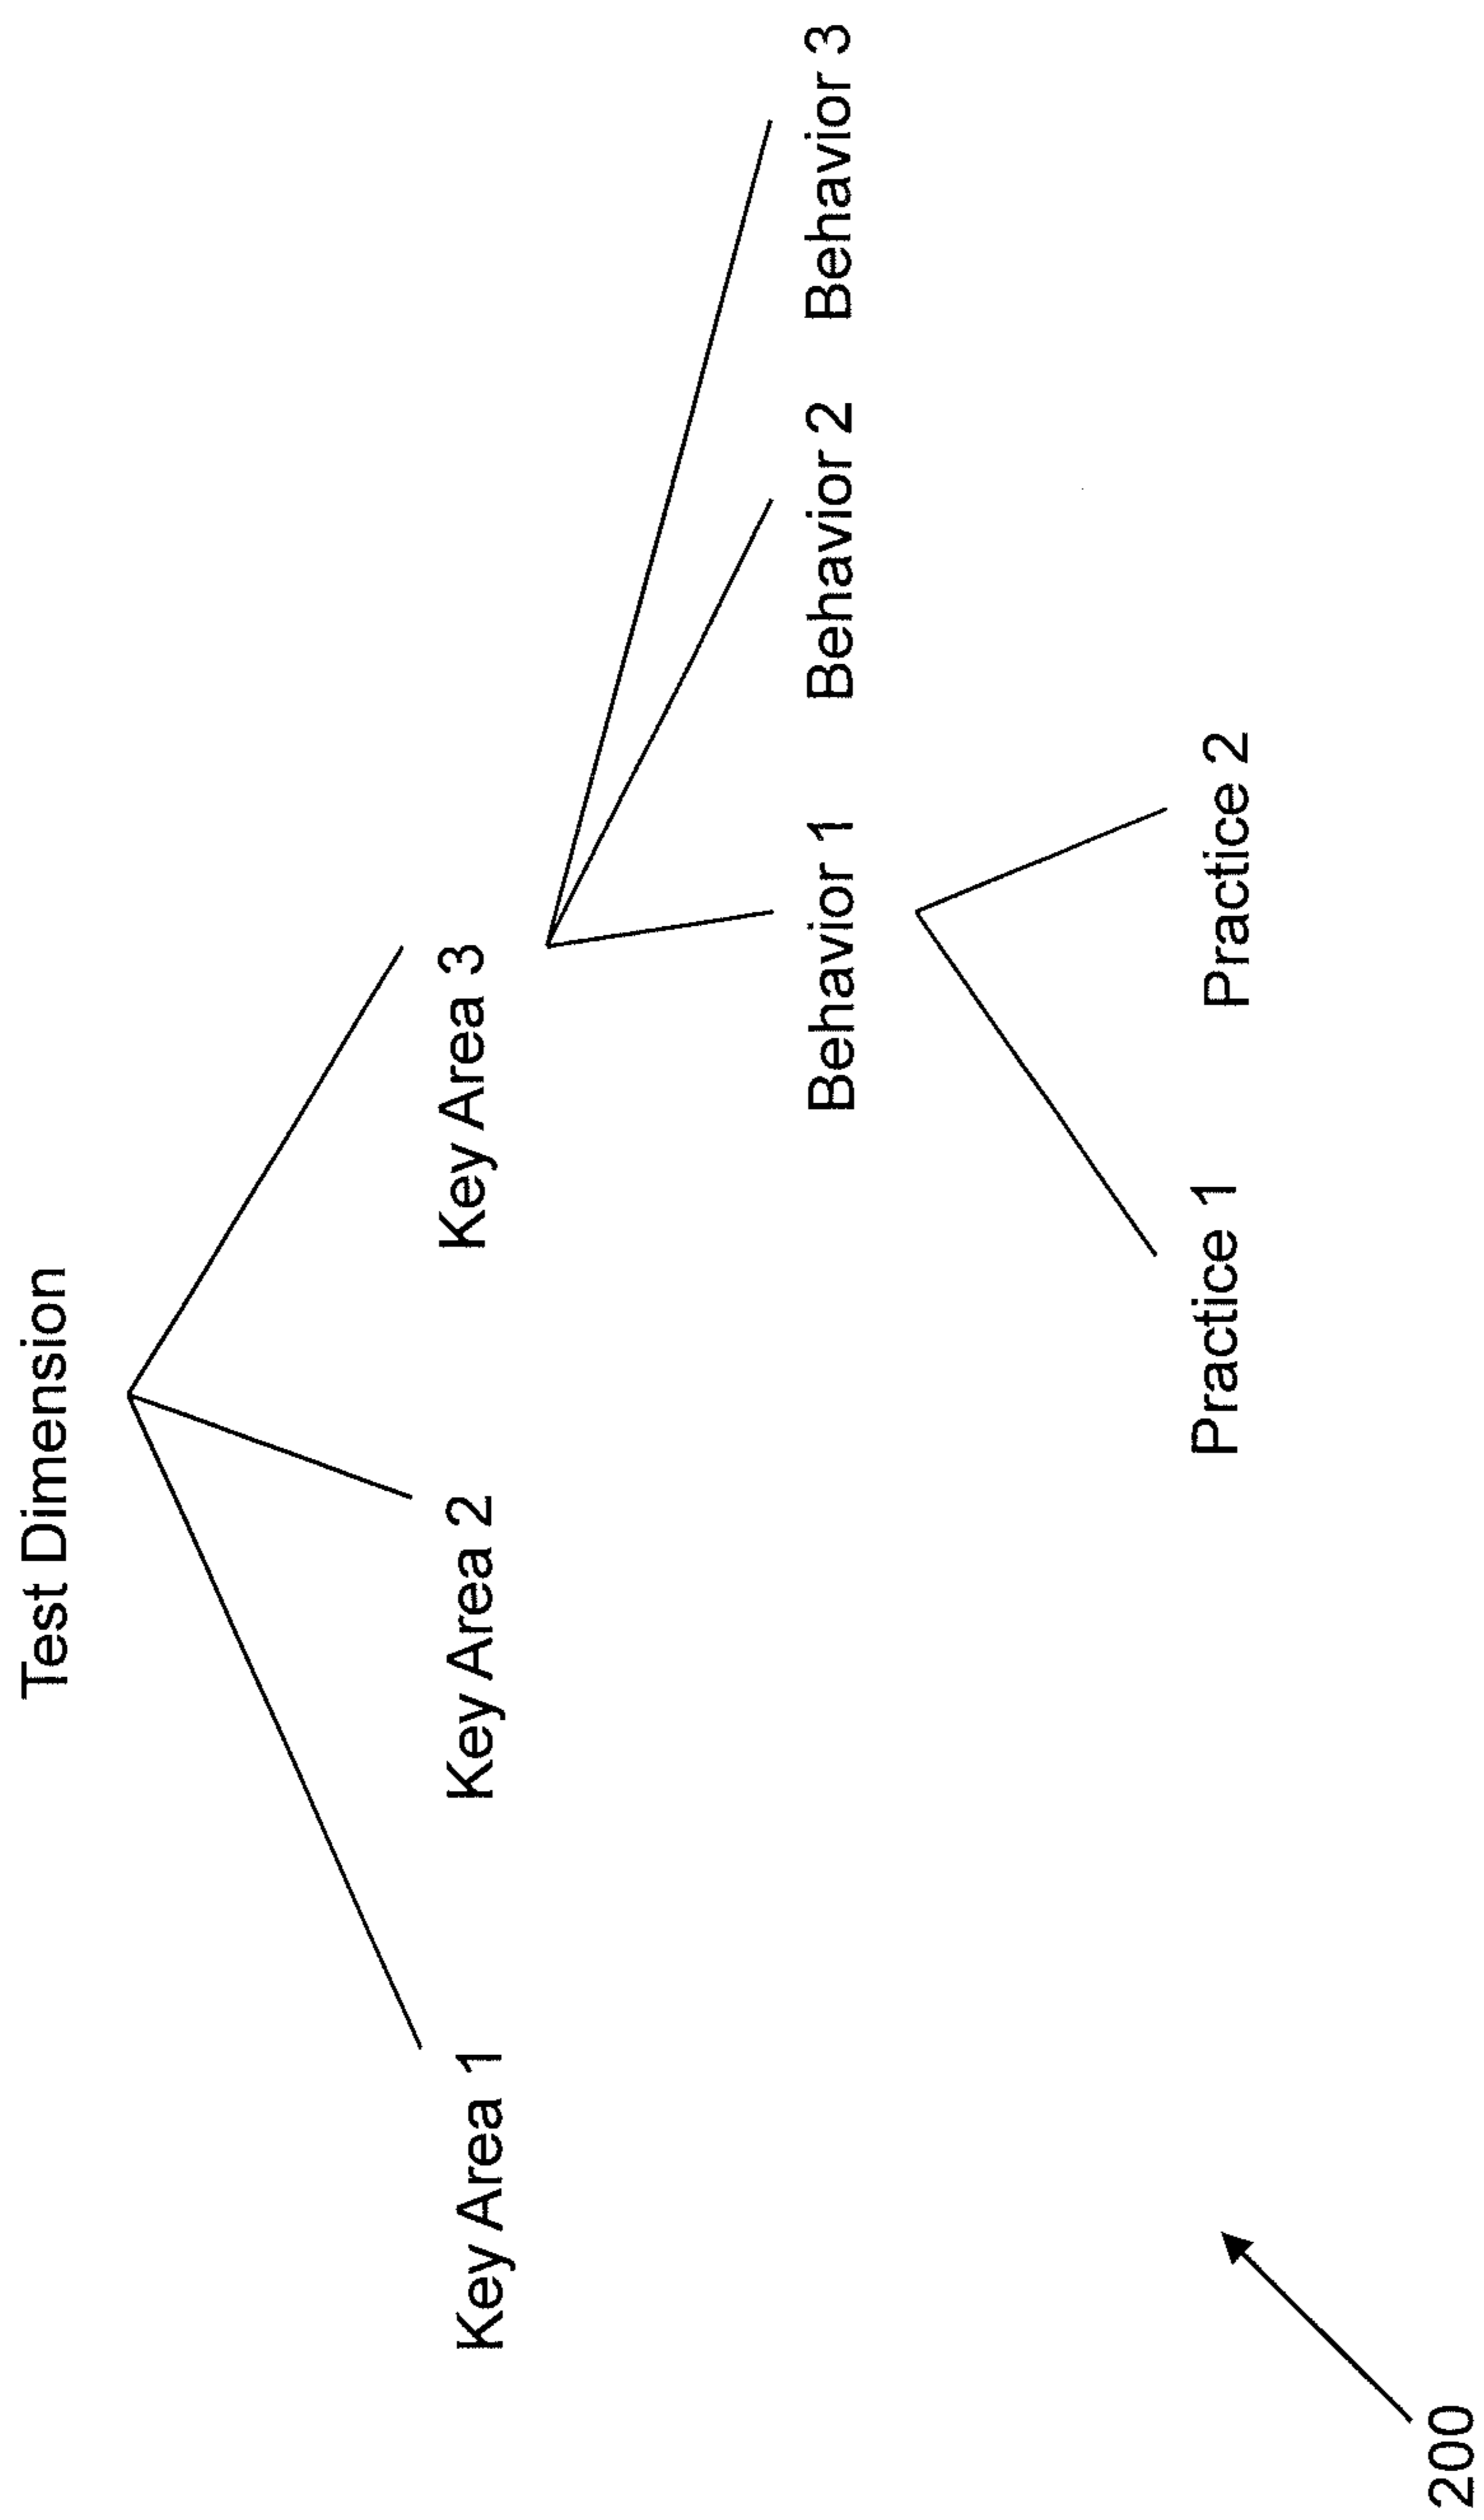 Test Dimension
Key Area 1
Key Area 2
Key Area 3
Behavior 1
Behavior 2
Behavior 3
Practice 1
Practice 2
200